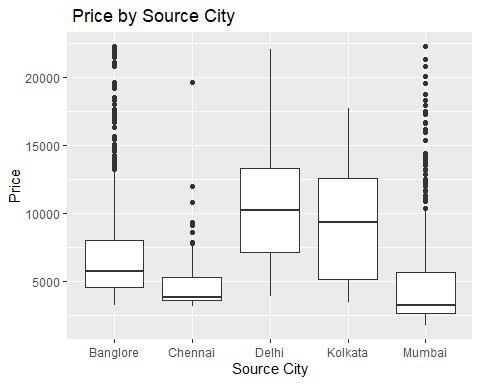 Price by Source City
Price
20000
15000
10000
5000
Banglore Chennai Delhi Kolkata Mumbai
Source City